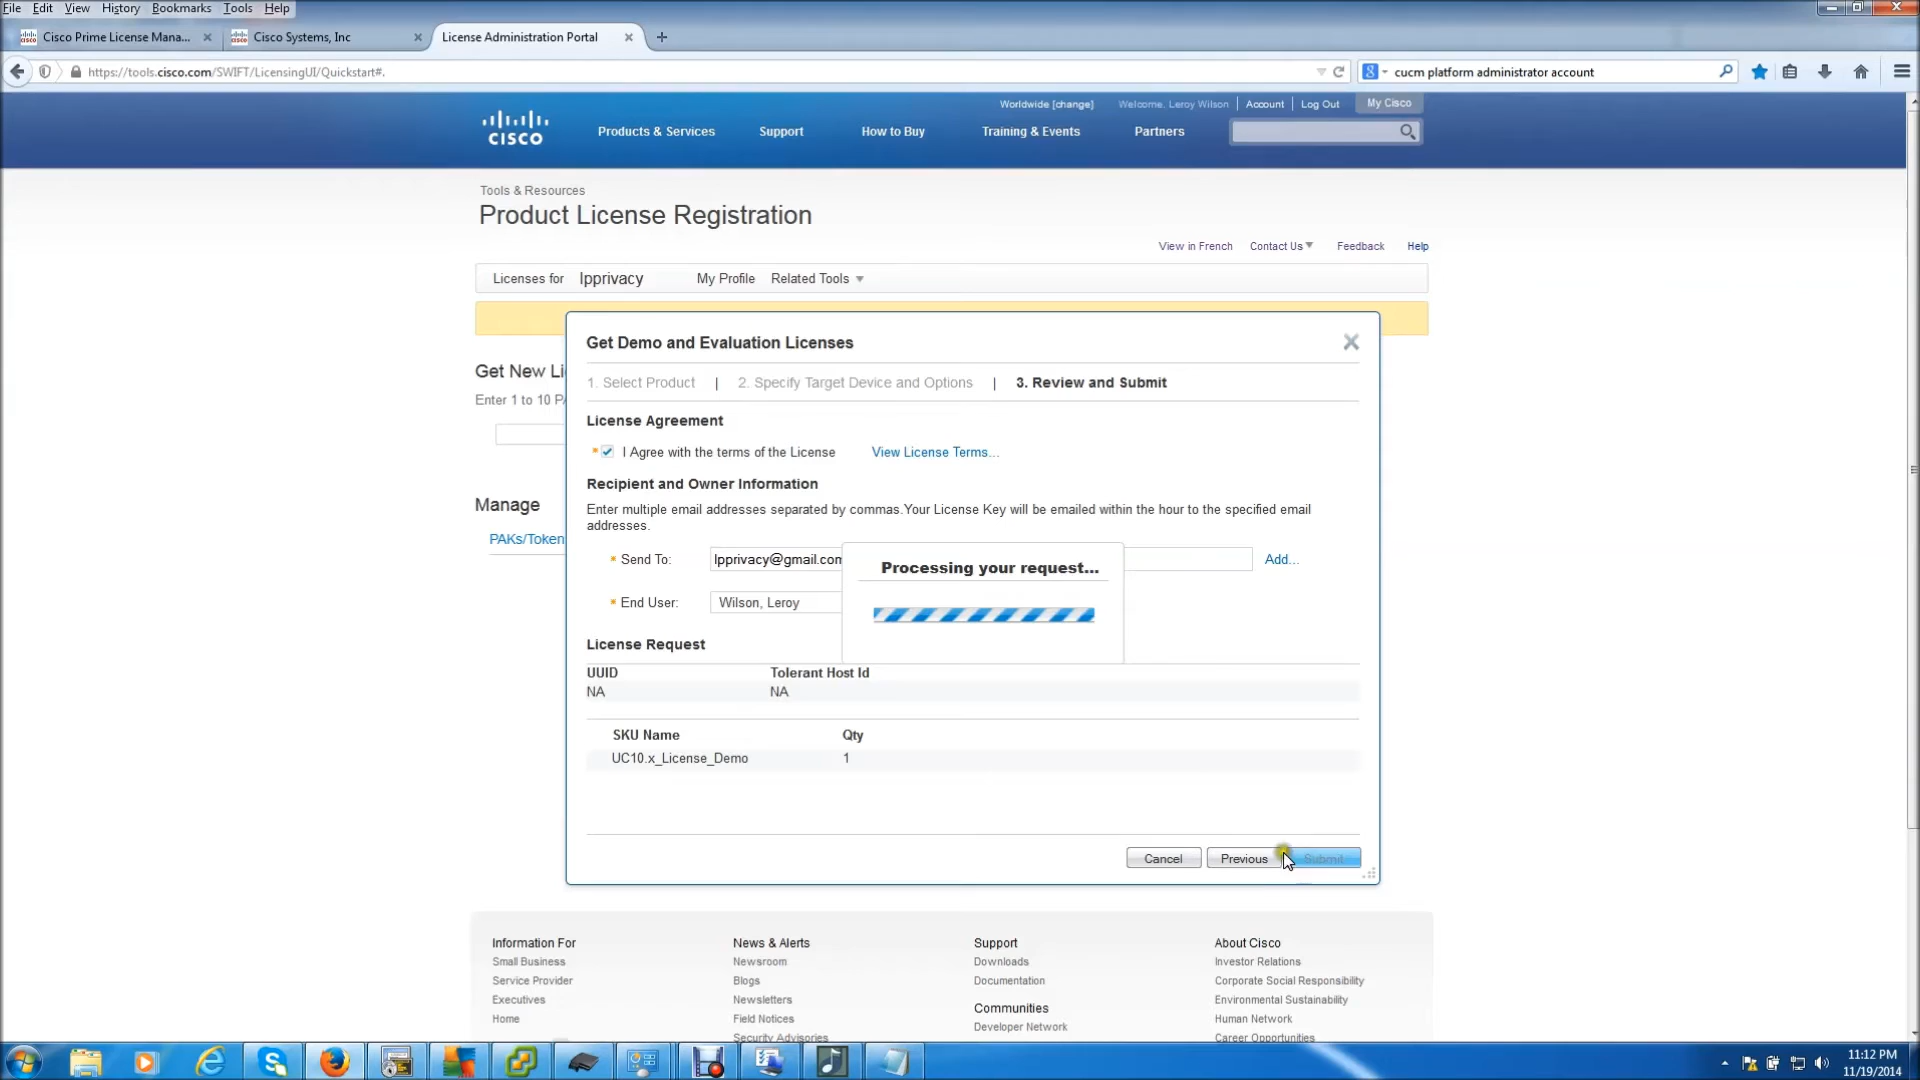 File Edit View History Bookmarks Tools Help
Cisco Prime License Mana... Cisco Systems, Inc License Administration Portal
https://tools.cisco.com/SWIFT/LicensingUI/Quickstart#. cucm platform administrator account
Worldwide [change] Welcome, Leroy Wilson Account Log Out My Cisco
CISCO Products & Services Support How to Buy Training & Events Partners
Tools & Resources
Product License Registration
View in French Contact Us Feedback Help
Licenses for lpprivacy My Profile Related Tools
Get Demo and Evaluation Licenses
Get New Li
1. Select Product | 2. Specify Target Device and Options | 3. Review and Submit
Enter 1 to 10 PA
License Agreement
* I Agree with the terms of the License View License Terms...
Recipient and Owner Information
Manage
Enter multiple email addresses separated by commas.Your License Key will be emailed within the hour to the specified email
addresses.
PAKs/Token
* Send To: lpprivacy@gmail.com Add...
Processing your request...
* End User: Wilson, Leroy
License Request
UUID Tolerant Host Id
NA NA
SKU Name Qty
UC10.x_License_Demo 1
Cancel Previous Submit
Information For News & Alerts Support About Cisco
Small Business Newsroom Downloads Investor Relations
Service Provider Blogs Documentation Corporate Social Responsibility
Executives Newsletters Communities Environmental Sustainability
Home Field Notices Developer Network Human Network
Security Advisories Career Opportunities
11:12 PM
11/19/2014